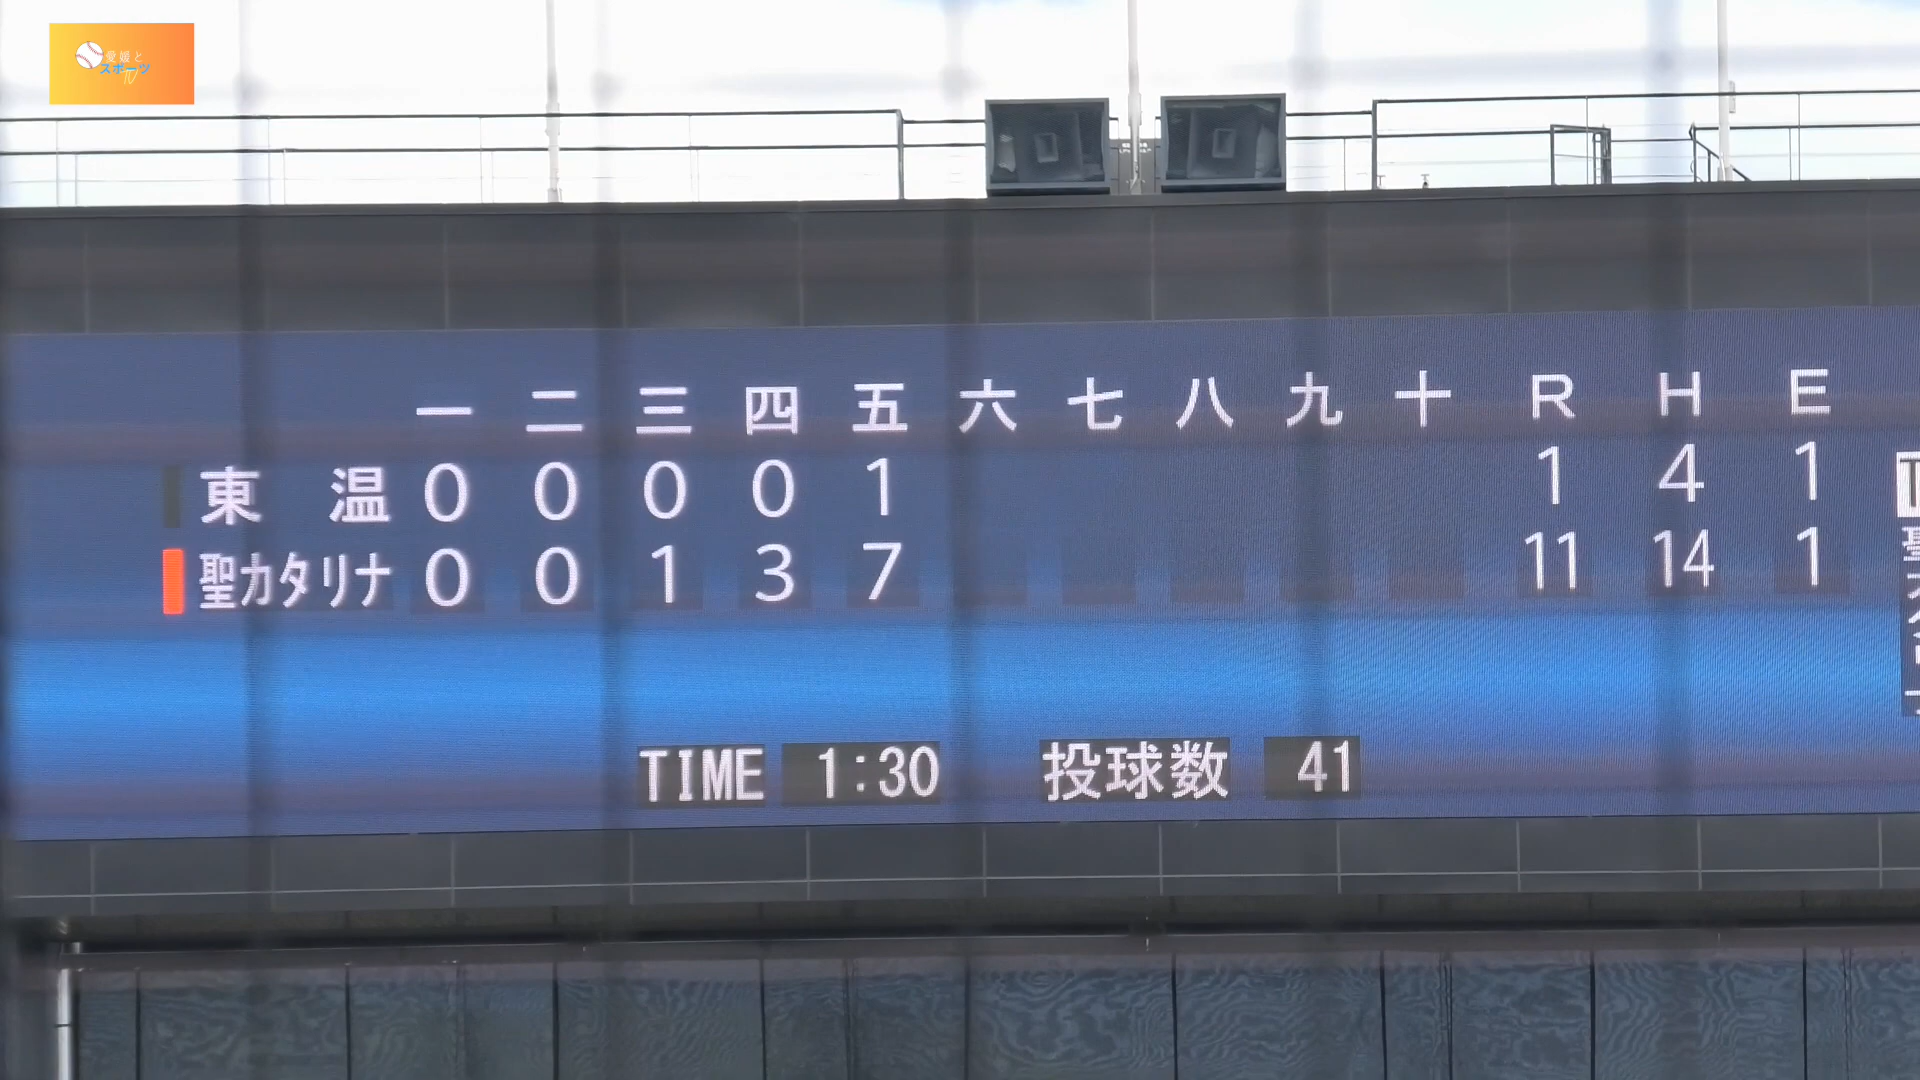 愛媛と
スポーツ
TV
一 二 三 四 五 六 七 八 九 十 R H E
東温 0 0 0 0 1 1 4 1
聖カタリナ 0 0 1 3 7 11 14 1
TIME 1:30 投球数 41